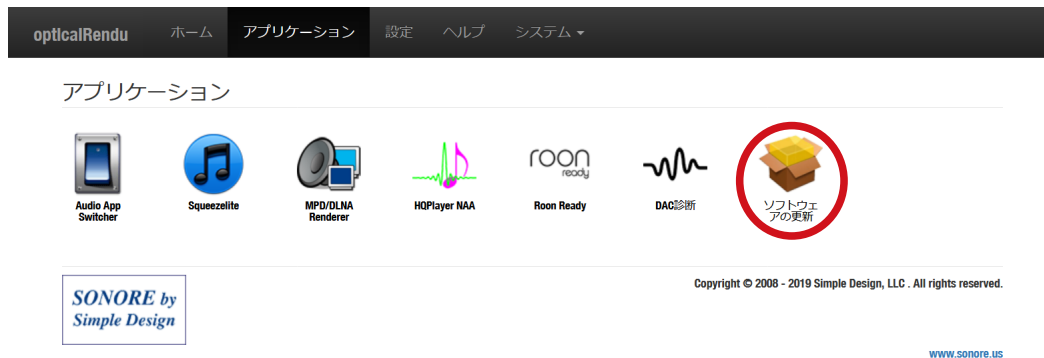 opticalRendu ホーム アプリケーション 設定 ヘルプ システム
アプリケーション
roon
ready
Audio App
Switcher
Squeezelite
MPD/DLNA
Renderer
HQPlayer NAA
Roon Ready
DAC診断
ソフトウェ
アの更新
SONORE by
Simple Design
Copyright © 2008 - 2019 Simple Design, LLC . All rights reserved.
www.sonore.us